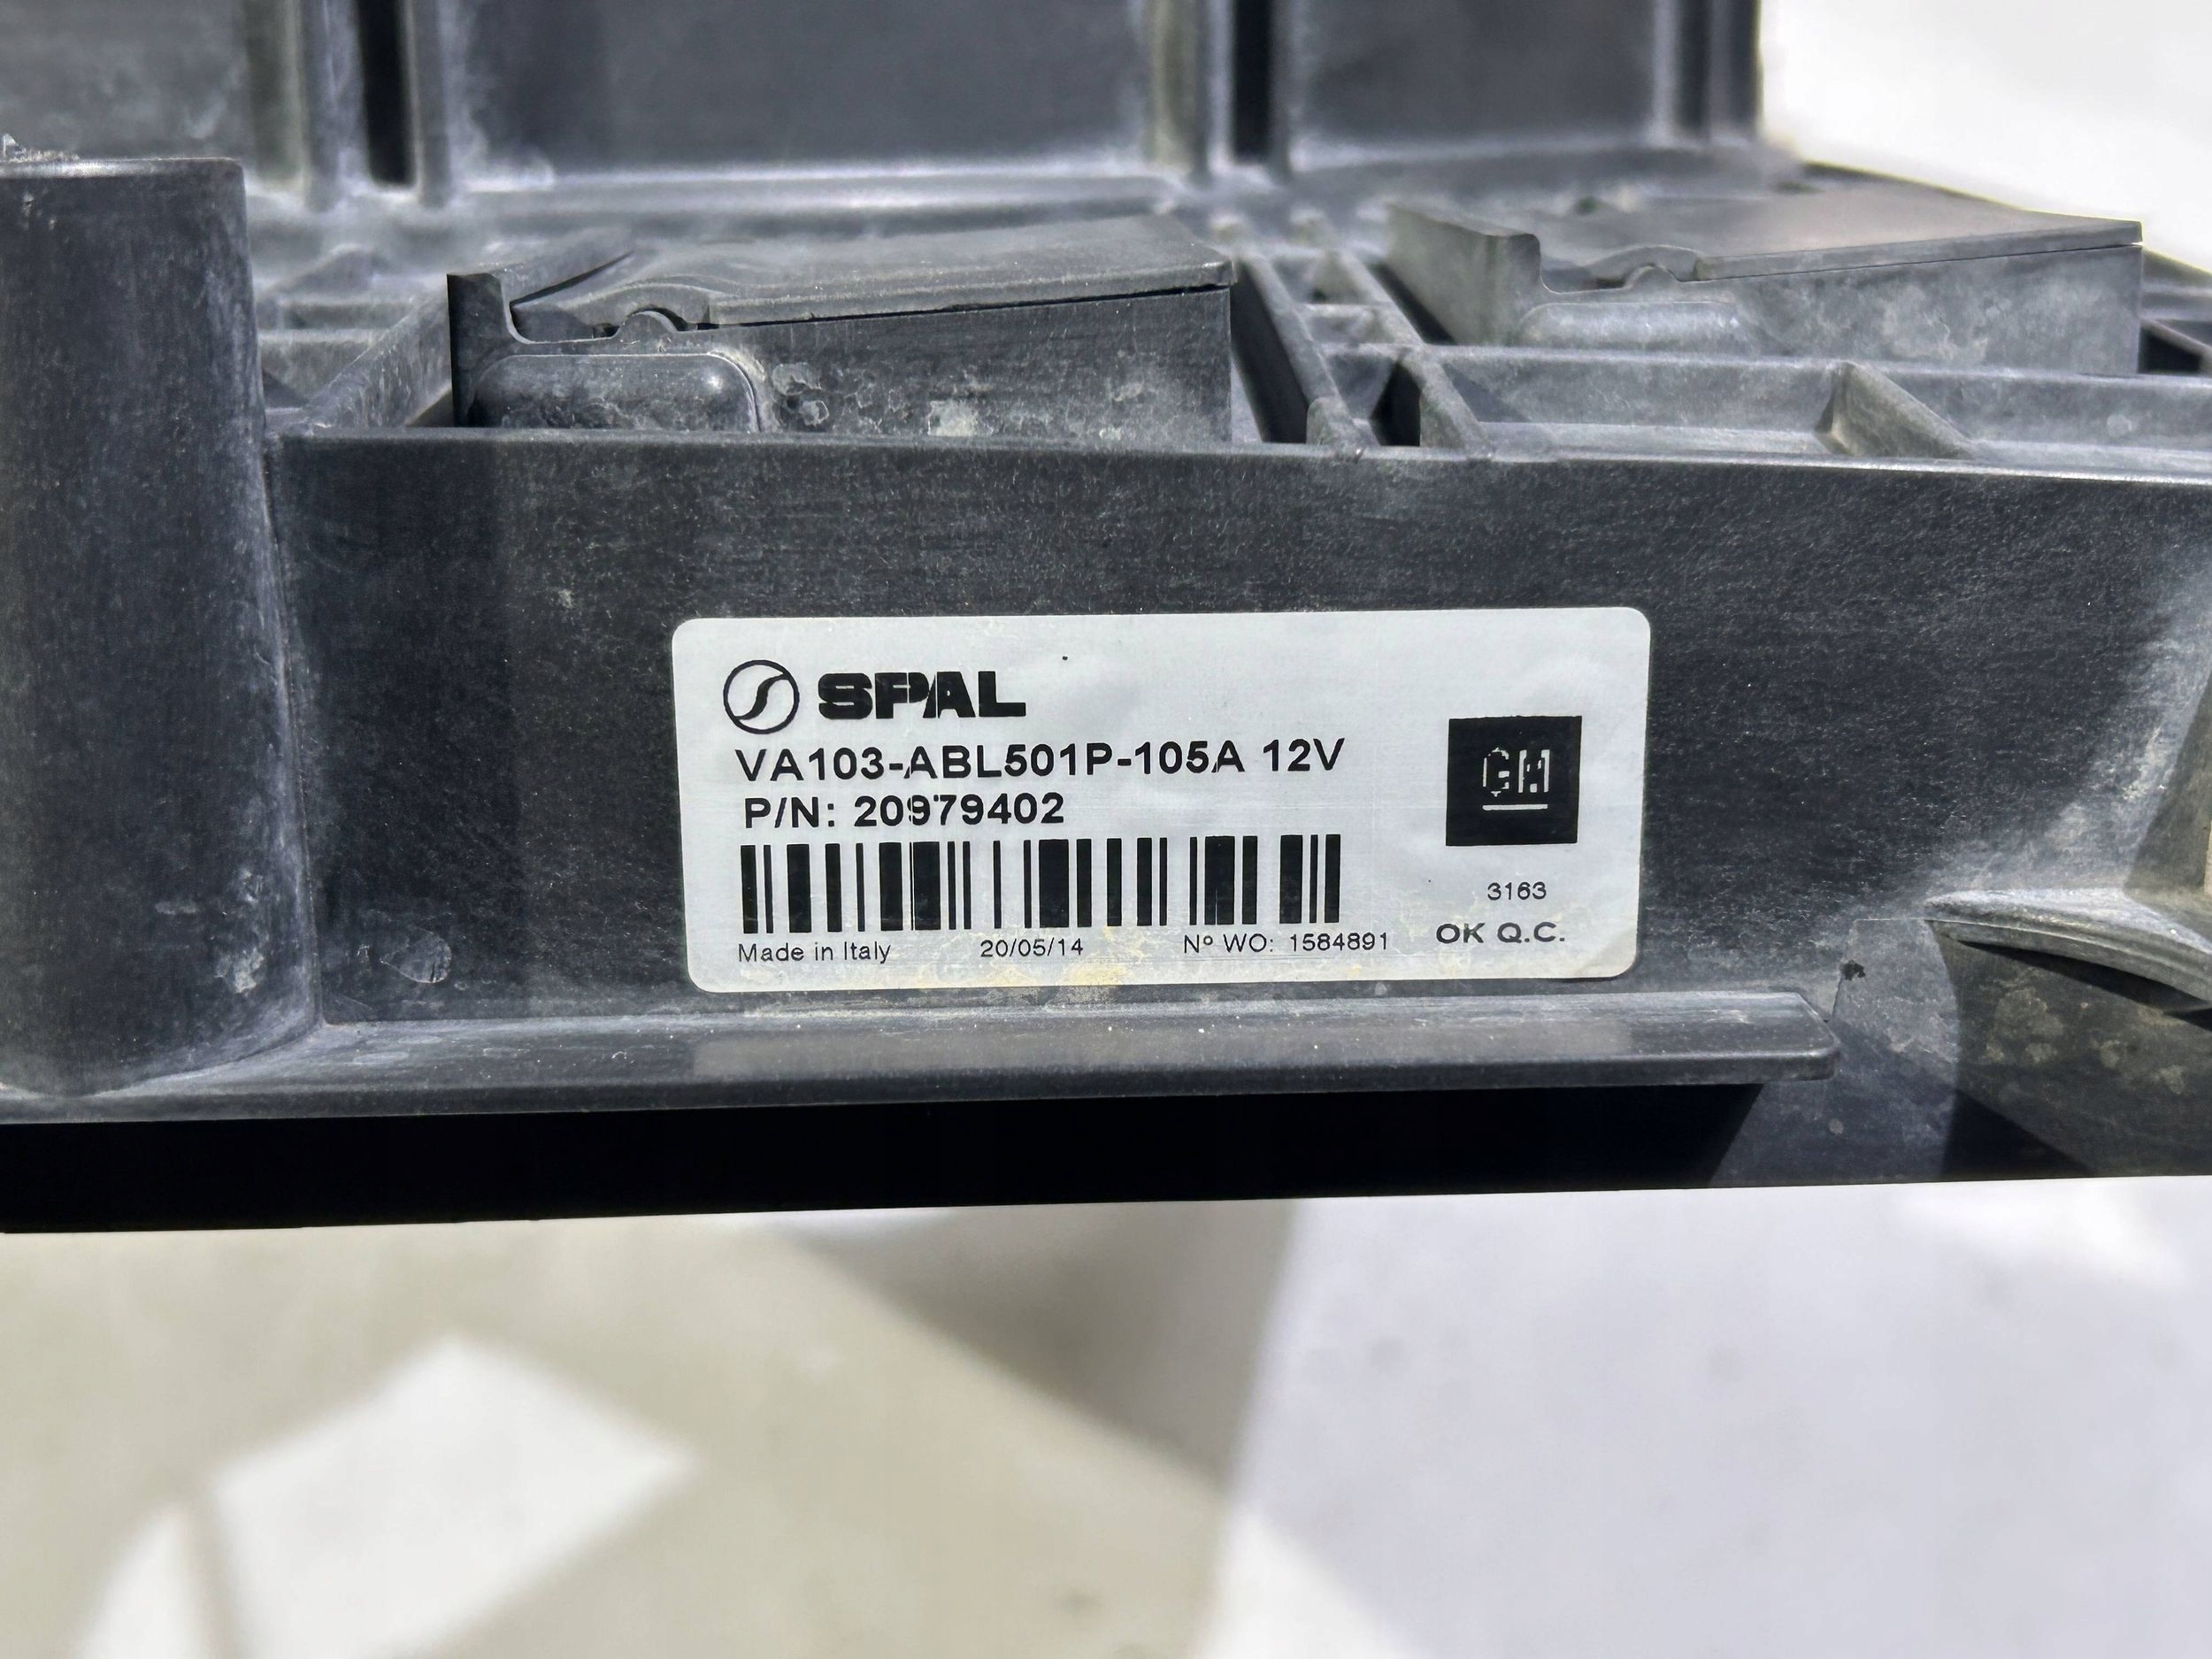 SPAL
VA103-ABL501P-105A 12V
P/N: 20979402
GM
3163
Made in Italy 20/05/14 Nº WO: 1584891 OK Q.C.